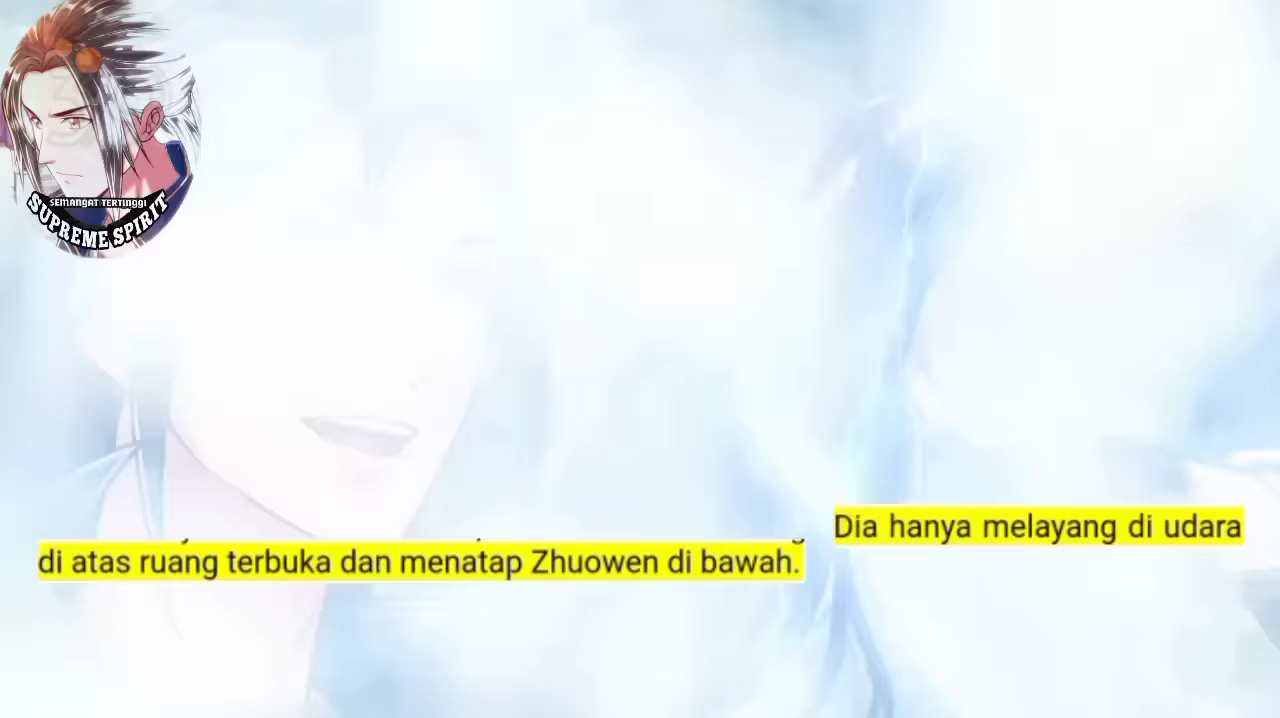 SEMANGAT TERTINGGI
SUPREME SPIRIT
Dia hanya melayang di udara
di atas ruang terbuka dan menatap Zhuowen di bawah.